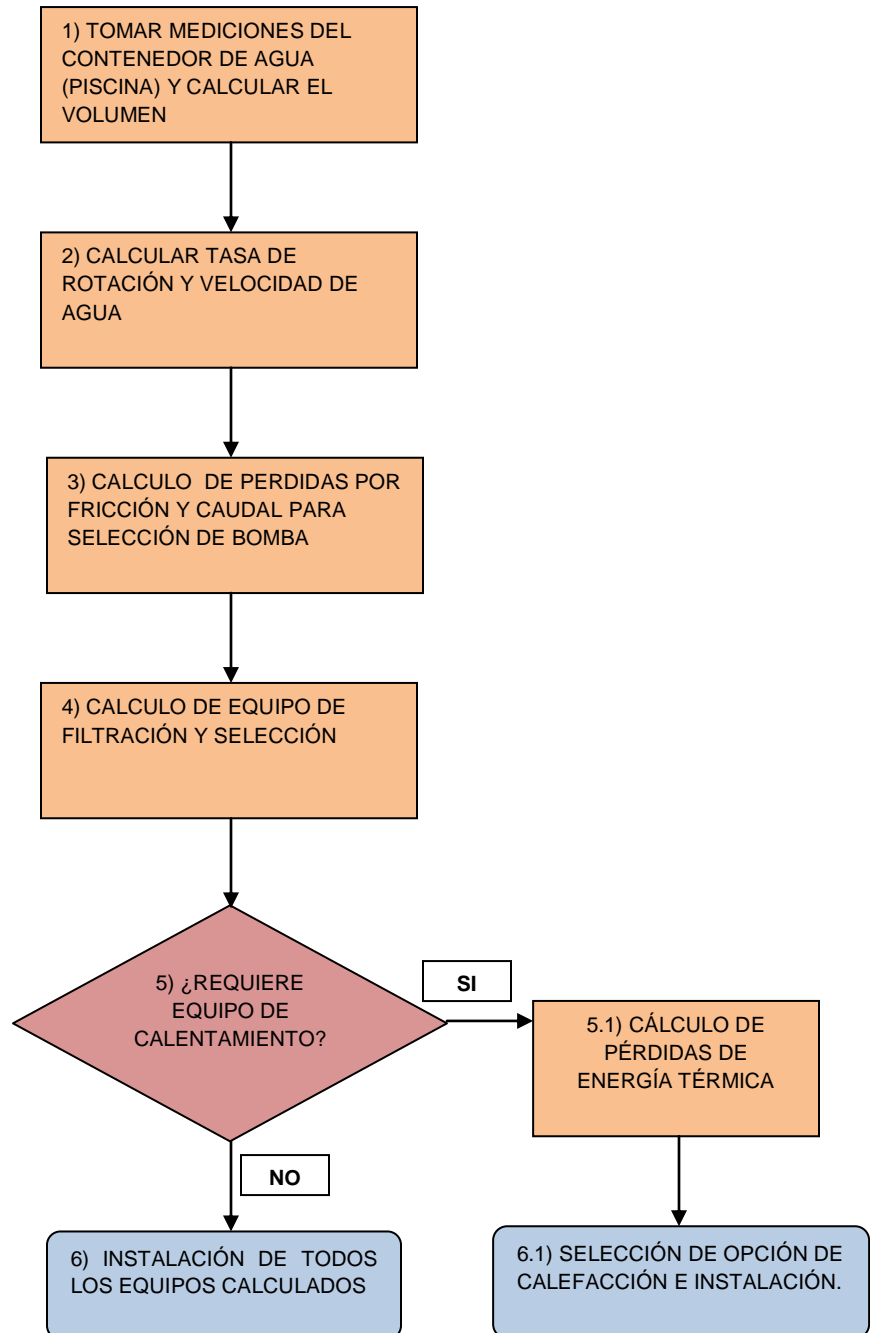 1) TOMAR MEDICIONES DEL
CONTENEDOR DE AGUA
(PISCINA) Y CALCULAR EL
VOLUMEN
2) CALCULAR TASA DE
ROTACIÓN Y VELOCIDAD DE
AGUA
3) CALCULO DE PERDIDAS POR
FRICCIÓN Y CAUDAL PARA
SELECCIÓN DE BOMBA
4) CALCULO DE EQUIPO DE
FILTRACIÓN Y SELECCIÓN
5) ¿REQUIERE
EQUIPO DE
CALENTAMIENTO?
SI
5.1) CÁLCULO DE
PÉRDIDAS DE
ENERGÍA TÉRMICA
NO
6) INSTALACIÓN DE TODOS
LOS EQUIPOS CALCULADOS
6.1) SELECCIÓN DE OPCIÓN DE
CALEFACCIÓN E INSTALACIÓN.